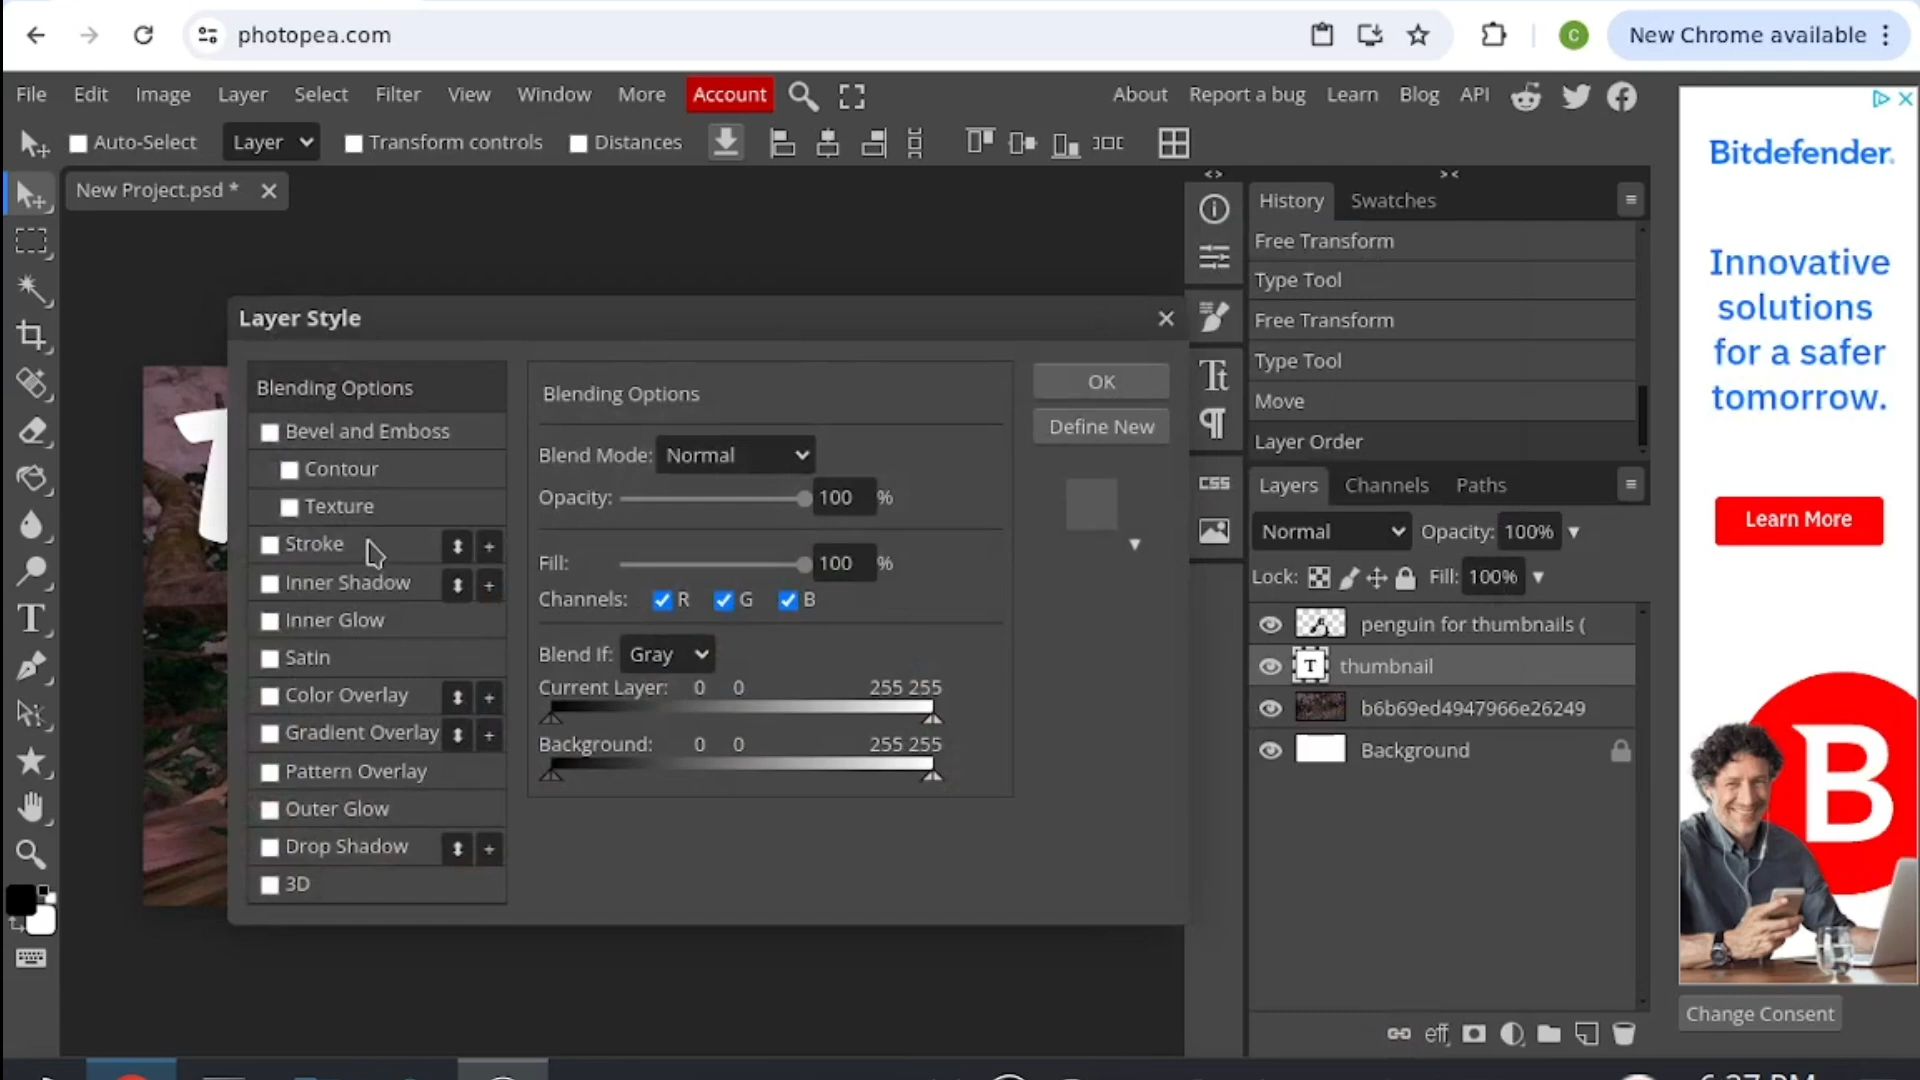 photopea.com
New Chrome available
File Edit Image Layer Select Filter View Window More Account
About Report a bug Learn Blog API
Auto-Select Layer Transform controls Distances
New Project.psd *
Layer Style
Blending Options
Bevel and Emboss
Contour
Texture
Stroke
+
Inner Shadow
+
Inner Glow
Satin
Color Overlay
+
Gradient Overlay
+
Pattern Overlay
Outer Glow
Drop Shadow
+
3D
Blending Options
Blend Mode: Normal
Opacity: 100 %
Fill: 100 %
Channels: R G B
Blend If: Gray
Current Layer: 0 0 255 255
Background: 0 0 255 255
OK
Define New
T
Tt
CSS
History Swatches
Free Transform
Type Tool
Free Transform
Type Tool
Move
Layer Order
Layers Channels Paths
Normal Opacity: 100%
Lock: Fill: 100%
penguin for thumbnails (
T thumbnail
b6b69ed4947966e26249
Background
eff
Bitdefender.
Innovative
solutions
for a safer
tomorrow.
Learn More
B
Change Consent